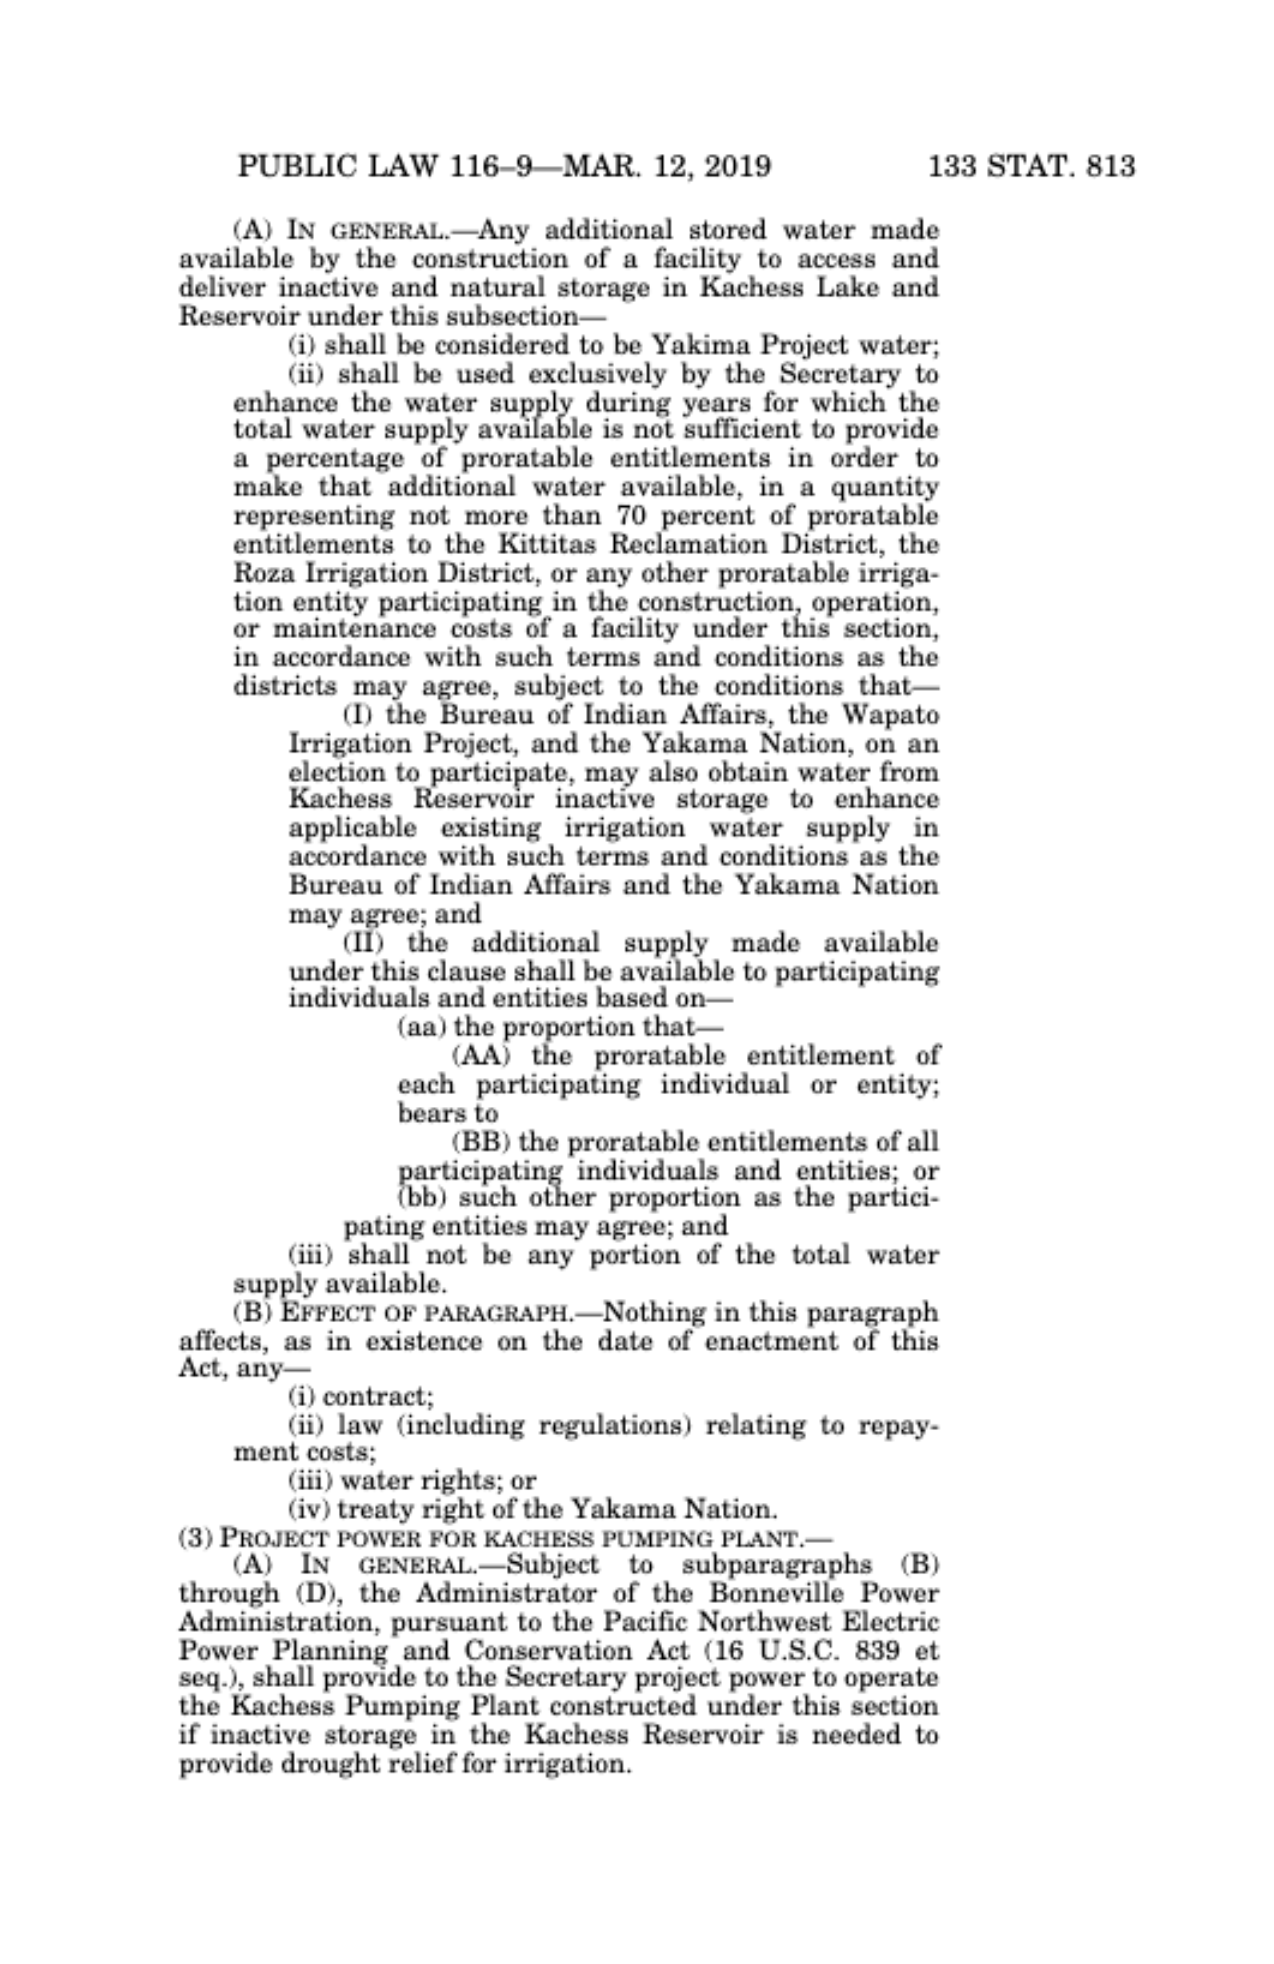 PUBLIC LAW 116–9—MAR. 12, 2019 133 STAT. 813
(A) IN GENERAL.—Any additional stored water made
available by the construction of a facility to access and
deliver inactive and natural storage in Kachess Lake and
Reservoir under this subsection—
(i) shall be considered to be Yakima Project water;
(ii) shall be used exclusively by the Secretary to
enhance the water supply during years for which the
total water supply available is not sufficient to provide
a percentage of proratable entitlements in order to
make that additional water available, in a quantity
representing not more than 70 percent of proratable
entitlements to the Kittitas Reclamation District, the
Roza Irrigation District, or any other proratable irriga-
tion entity participating in the construction, operation,
or maintenance costs of a facility under this section,
in accordance with such terms and conditions as the
districts may agree, subject to the conditions that—
(I) the Bureau of Indian Affairs, the Wapato
Irrigation Project, and the Yakama Nation, on an
election to participate, may also obtain water from
Kachess Reservoir inactive storage to enhance
applicable existing irrigation water supply in
accordance with such terms and conditions as the
Bureau of Indian Affairs and the Yakama Nation
may agree; and
(II) the additional supply made available
under this clause shall be available to participating
individuals and entities based on—
(aa) the proportion that—
(AA) the proratable entitlement of
each participating individual or entity;
bears to
(BB) the proratable entitlements of all
participating individuals and entities; or
(bb) such other proportion as the partici-
pating entities may agree; and
(iii) shall not be any portion of the total water
supply available.
(B) EFFECT OF PARAGRAPH.—Nothing in this paragraph
affects, as in existence on the date of enactment of this
Act, any—
(i) contract;
(ii) law (including regulations) relating to repay-
ment costs;
(iii) water rights; or
(iv) treaty right of the Yakama Nation.
(3) PROJECT POWER FOR KACHESS PUMPING PLANT.—
(A) IN GENERAL.—Subject to subparagraphs (B)
through (D), the Administrator of the Bonneville Power
Administration, pursuant to the Pacific Northwest Electric
Power Planning and Conservation Act (16 U.S.C. 839 et
seq.), shall provide to the Secretary project power to operate
the Kachess Pumping Plant constructed under this section
if inactive storage in the Kachess Reservoir is needed to
provide drought relief for irrigation.